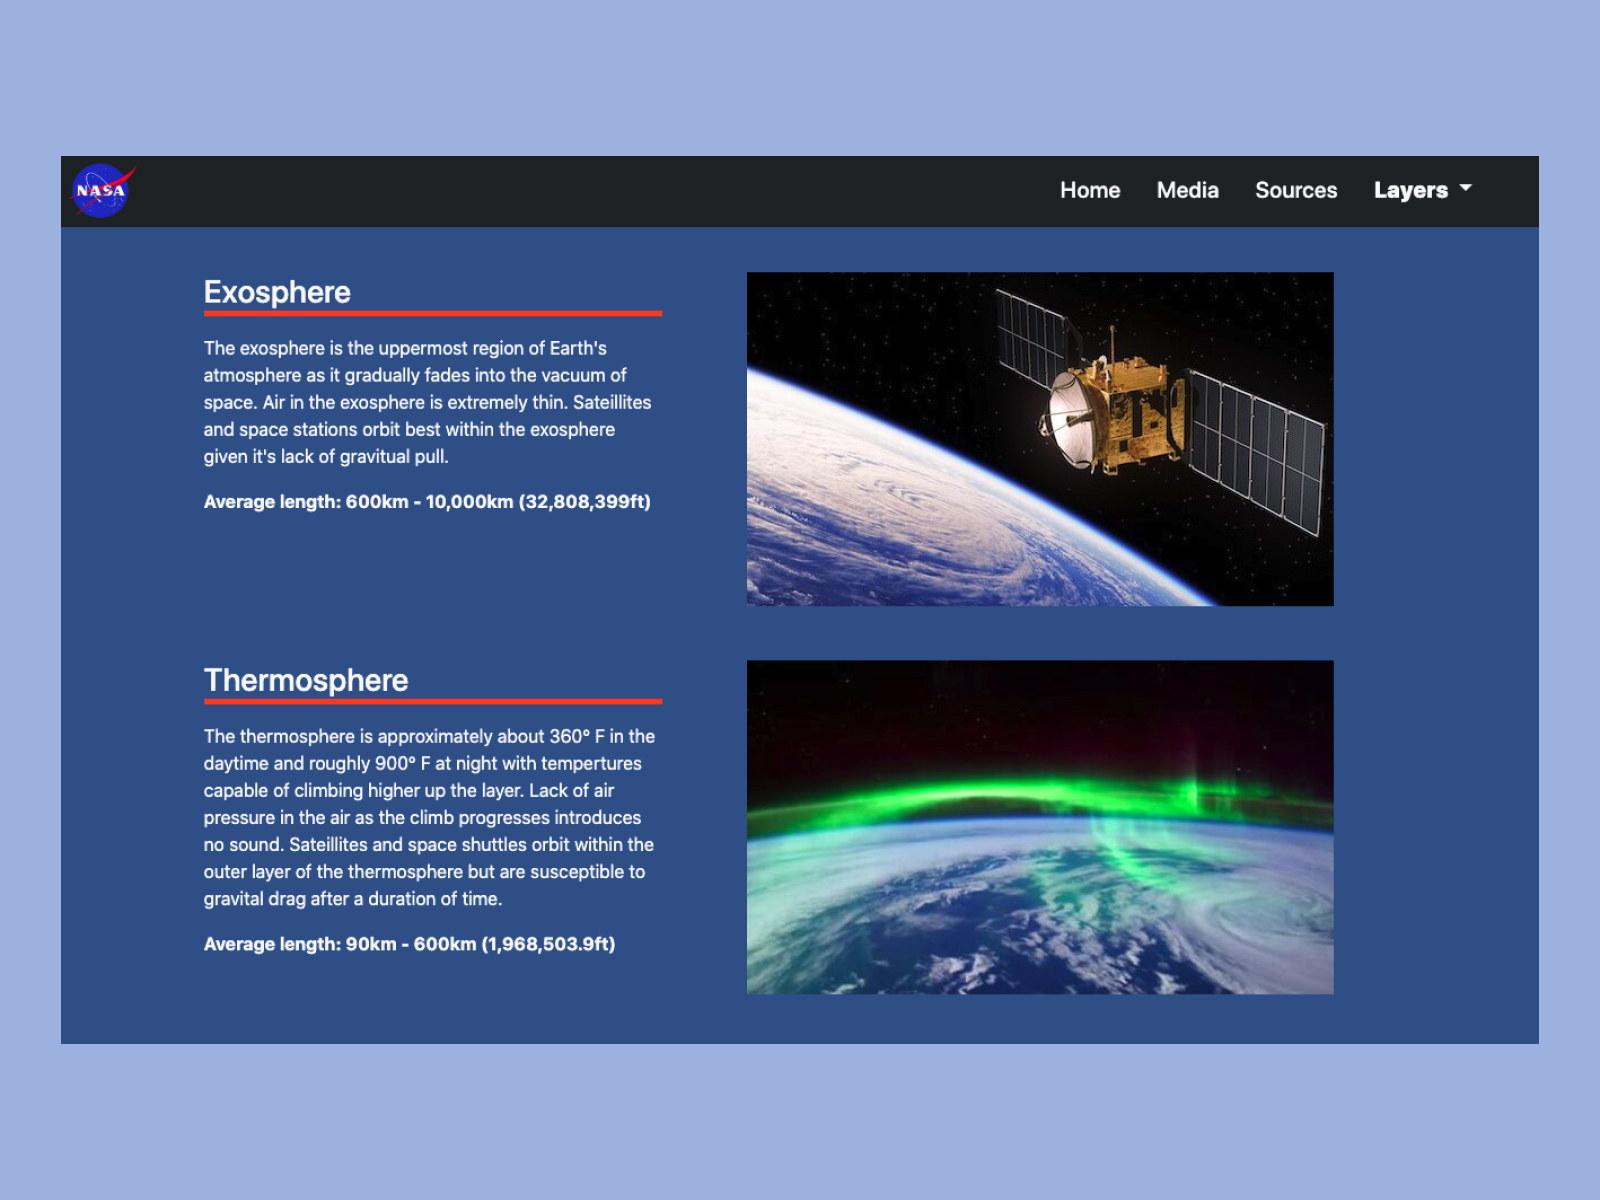 NASA
Home Media Sources Layers
Exosphere
The exosphere is the uppermost region of Earth's
atmosphere as it gradually fades into the vacuum of
space. Air in the exosphere is extremely thin. Sateillites
and space stations orbit best within the exosphere
given it's lack of gravitual pull.
Average length: 600km - 10,000km (32,808,399ft)
Thermosphere
The thermosphere is approximately about 360° F in the
daytime and roughly 900° F at night with tempertures
capable of climbing higher up the layer. Lack of air
pressure in the air as the climb progresses introduces
no sound. Sateillites and space shuttles orbit within the
outer layer of the thermosphere but are susceptible to
gravital drag after a duration of time.
Average length: 90km - 600km (1,968,503.9ft)